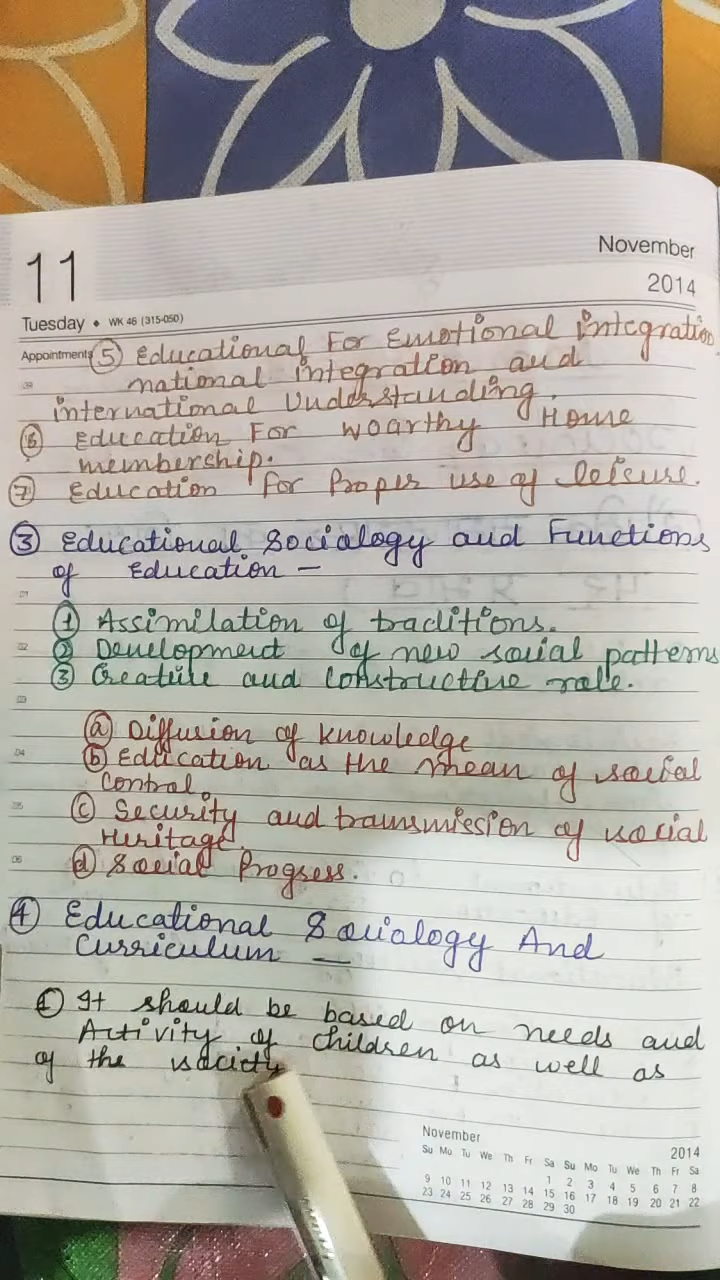 November
11
2014
Tuesday • WK 46 (315-050)
Appointments ⑤ Educational For Emotional integration
09 national integration and
international Understanding.
⑥ Education For woarthy Home
membership.
⑦ Education for Proper use of leisure.
③ Educational Sociology and Functions
of Education –
01
① Assimilation of traditions.
02 ② Development of new social patterns
③ Creative and constructive role.
03
ⓐ Diffusion of knowledge
04 ⓑ Education as the mean of social
control.
05 ⓒ Security and transmission of social
Heritage.
06 ⓓ Social Progress.
④ Educational Sociology And
Curriculum —
① It should be based on needs and
Activity of children as well as
of the society
November 2014
Su Mo Tu We Th Fr Sa Su Mo Tu We Th Fr Sa
1 2 3 4 5 6 7 8
9 10 11 12 13 14 15 16 17 18 19 20 21 22
23 24 25 26 27 28 29 30